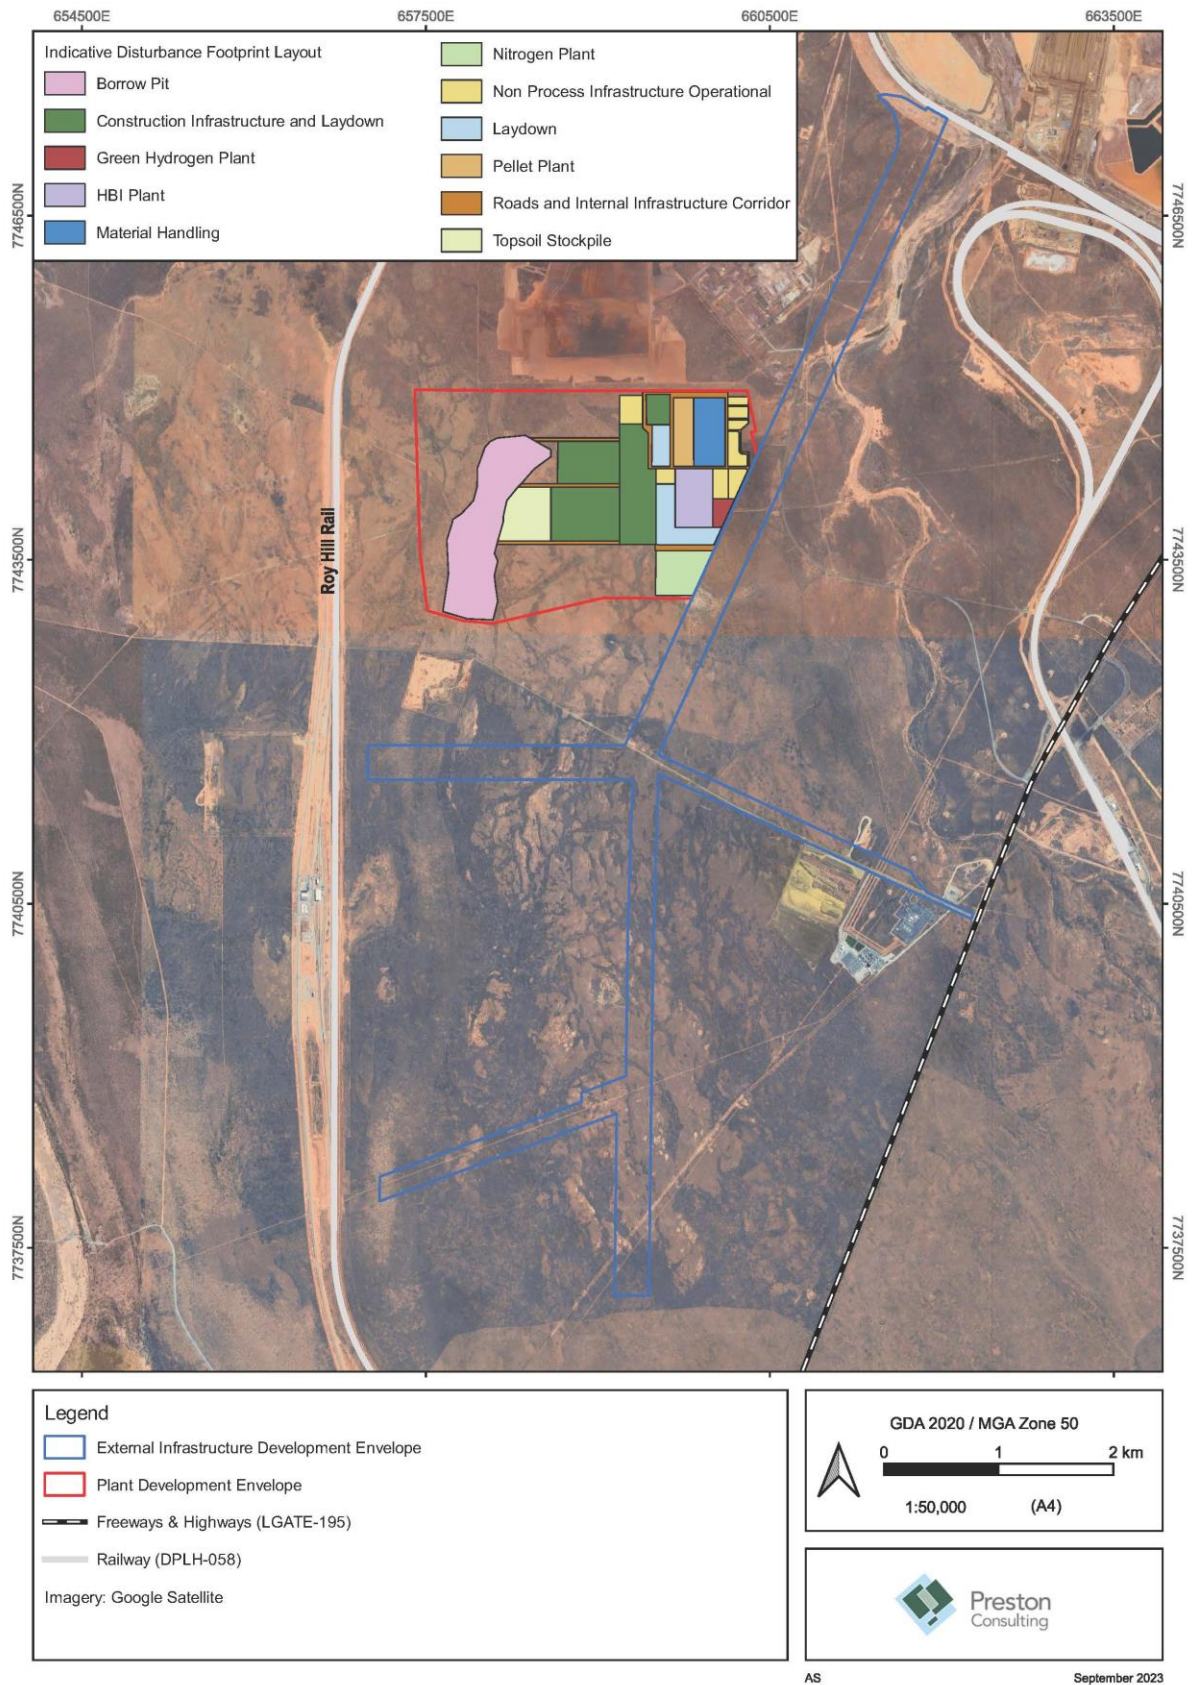 654500E
657500E
660500E
663500E
Indicative Disturbance Footprint Layout
Borrow Pit
Construction Infrastructure and Laydown
Green Hydrogen Plant
HBI Plant
Material Handling
Nitrogen Plant
Non Process Infrastructure Operational
Laydown
Pellet Plant
Roads and Internal Infrastructure Corridor
Topsoil Stockpile
7746500N
7746500N
Roy Hill Rail
7743500N
7743500N
7740500N
7740500N
7737500N
7737500N
Legend
External Infrastructure Development Envelope
Plant Development Envelope
Freeways & Highways (LGATE-195)
Railway (DPLH-058)
Imagery: Google Satellite
GDA 2020 / MGA Zone 50
0 1 2 km
1:50,000 (A4)
Preston
Consulting
AS
September 2023